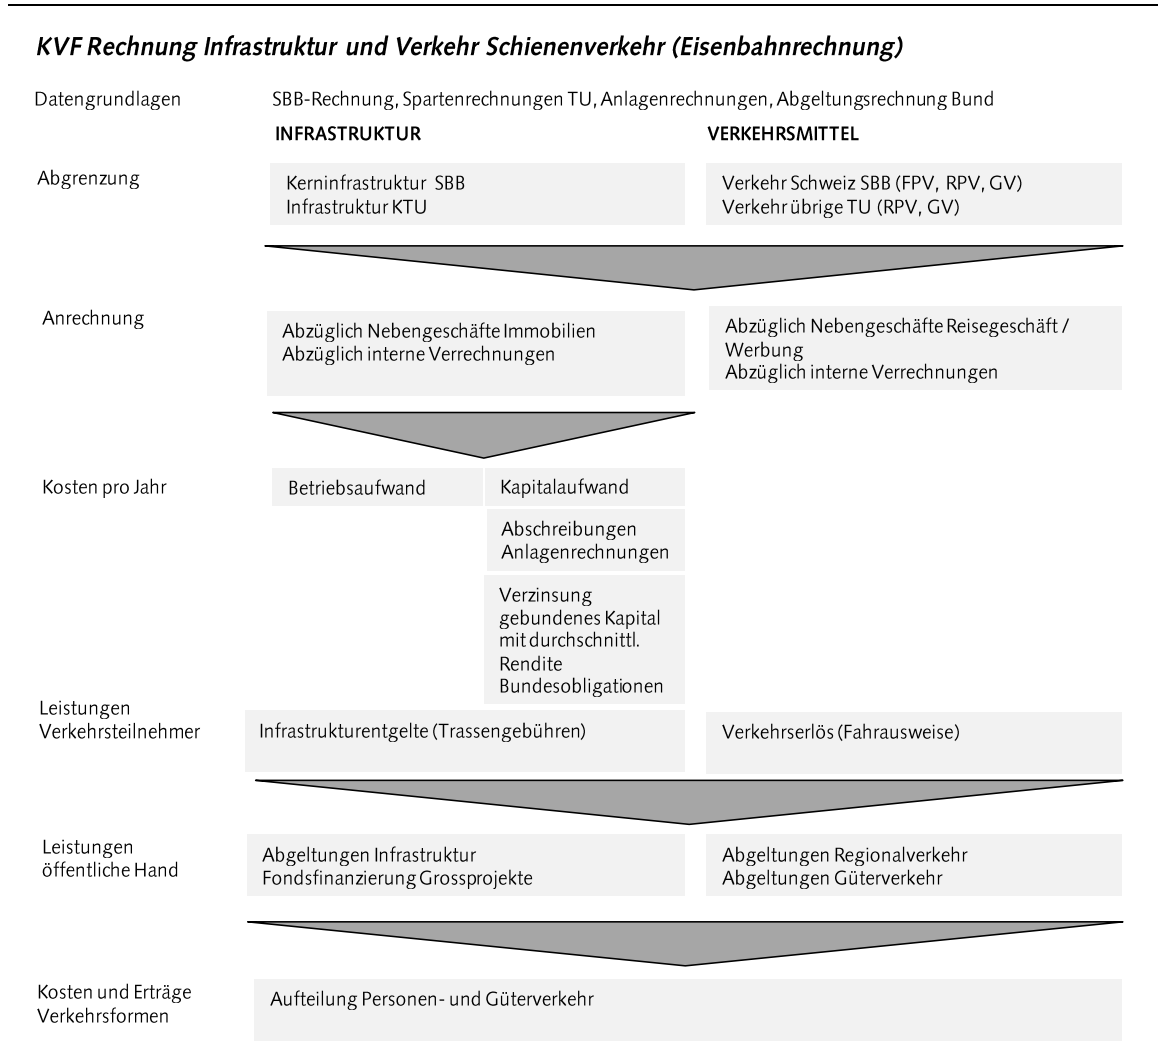 KVF Rechnung Infrastruktur und Verkehr Schienenverkehr (Eisenbahnrechnung)
Datengrundlagen
SBB-Rechnung, Spartenrechnungen TU, Anlagenrechnungen, Abgeltungsrechnung Bund
INFRASTRUKTUR
VERKEHRSMITTEL
Abgrenzung
Kerninfrastruktur SBB
Infrastruktur KTU
Verkehr Schweiz SBB (FPV, RPV, GV)
Verkehr übrige TU (RPV, GV)
Anrechnung
Abzüglich Nebengeschäfte Immobilien
Abzüglich interne Verrechnungen
Abzüglich Nebengeschäfte Reisegeschäft /
Werbung
Abzüglich interne Verrechnungen
Kosten pro Jahr
Betriebsaufwand
Kapitalaufwand
Abschreibungen
Anlagenrechnungen
Verzinsung
gebundenes Kapital
mit durchschnittl.
Rendite
Bundesobligationen
Leistungen
Verkehrsteilnehmer
Infrastrukturentgelte (Trassengebühren)
Verkehrserlös (Fahrausweise)
Leistungen
öffentliche Hand
Abgeltungen Infrastruktur
Fondsfinanzierung Grossprojekte
Abgeltungen Regionalverkehr
Abgeltungen Güterverkehr
Kosten und Erträge
Verkehrsformen
Aufteilung Personen- und Güterverkehr